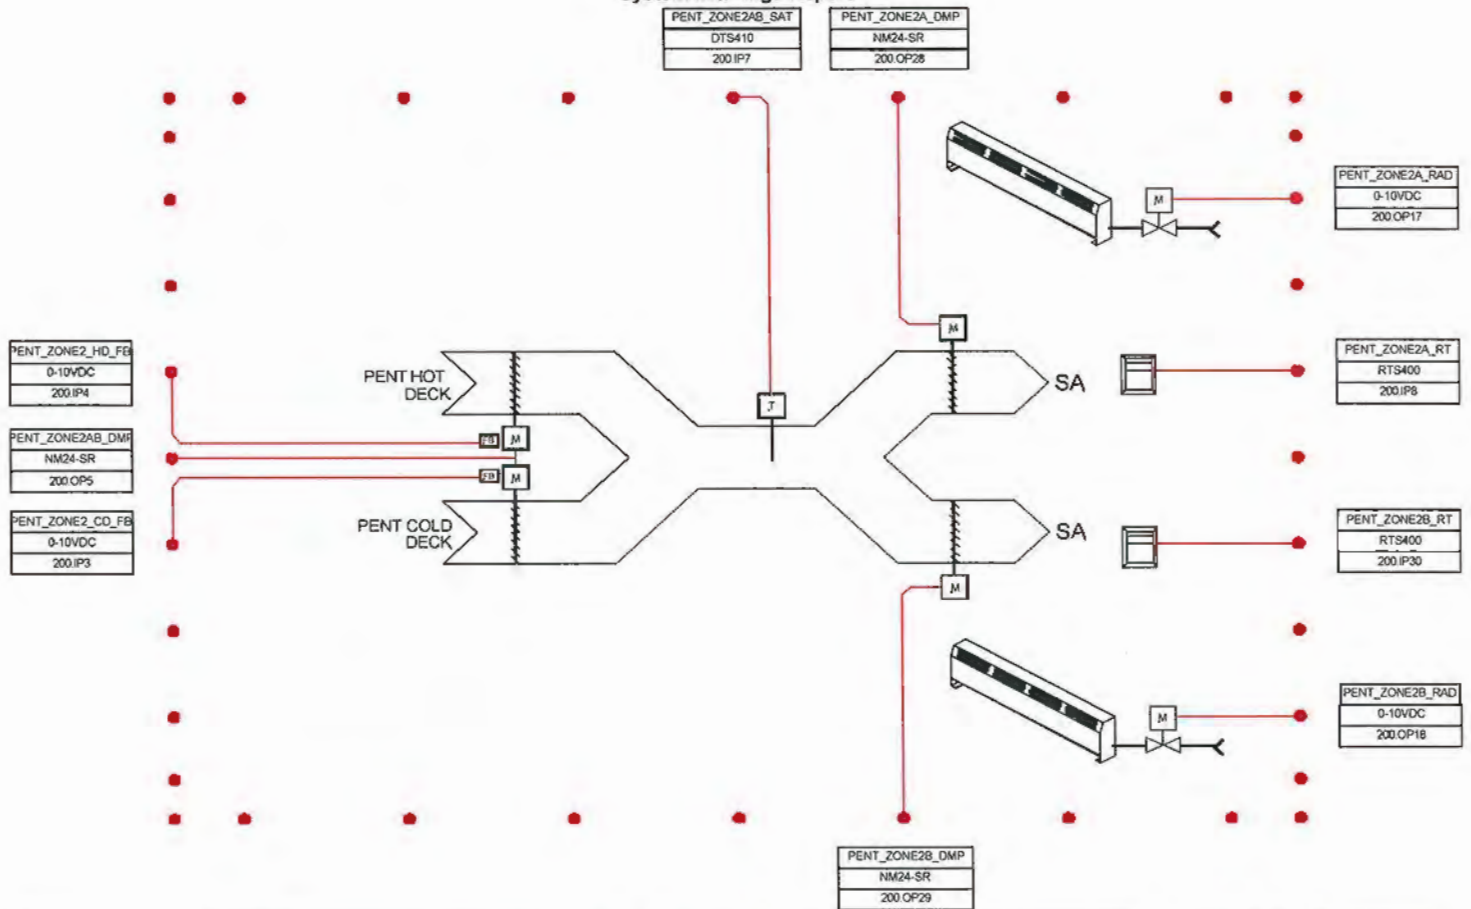 PENT_ZONE2AB_SAT
DTS410
200.IP7
PENT_ZONE2A_DMP
NM24-SR
200.OP28
PENT_ZONE2A_RAD
0-10VDC
200.OP17
M
M
PENT_ZONE2_HD_FB
0-10VDC
200.IP4
PENT HOT
DECK
T
SA
PENT_ZONE2A_RT
RTS400
200.IP8
PENT_ZONE2AB_DMP
NM24-SR
200.OP5
FB
M
FB
M
PENT_ZONE2_CD_FB
0-10VDC
200.IP3
PENT COLD
DECK
SA
PENT_ZONE2B_RT
RTS400
200.IP30
M
M
PENT_ZONE2B_RAD
0-10VDC
200.OP18
PENT_ZONE2B_DMP
NM24-SR
200.OP29